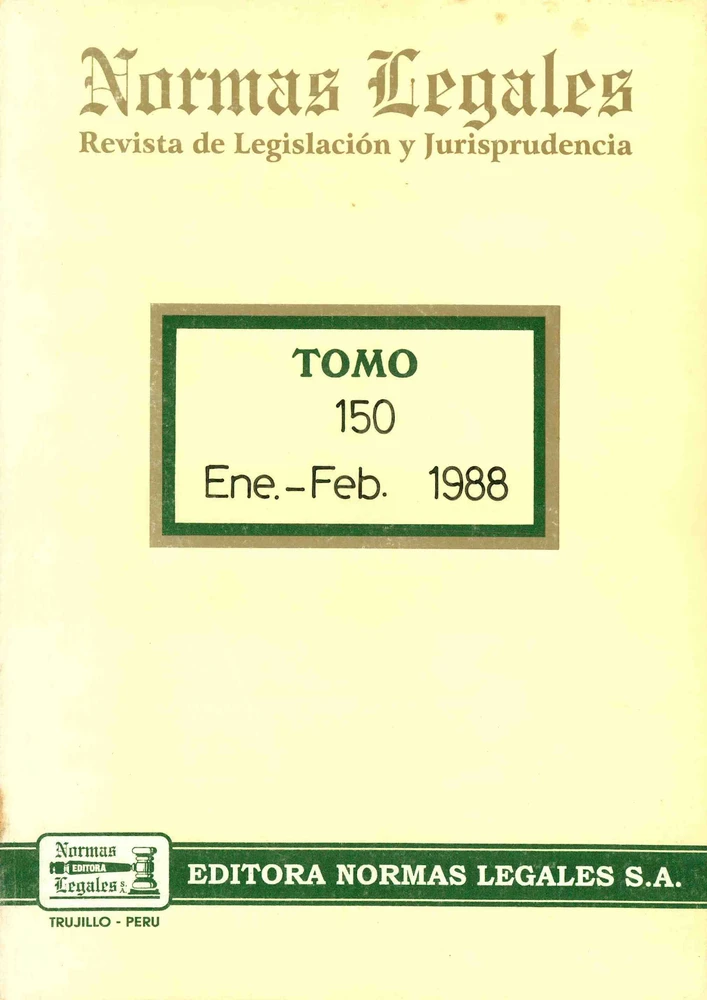 Normas Legales
Revista de Legislación y Jurisprudencia
TOMO
150
Ene.-Feb. 1988
Normas
EDITORA
Legales S.A.
EDITORA NORMAS LEGALES S.A.
TRUJILLO - PERU